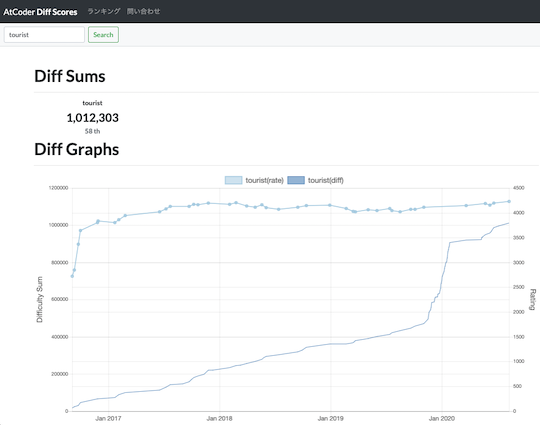 AtCoder Diff Scores ランキング 問い合わせ
tourist Search
Diff Sums
tourist
1,012,303
58 th
Diff Graphs
tourist(rate) tourist(diff)
1200000 4500
1000000 4000
3500
800000 3000
600000 2500
2000
400000 1500
200000 1000
500
0 0
Difficulty Sum
Rating
Jan 2017 Jan 2018 Jan 2019 Jan 2020